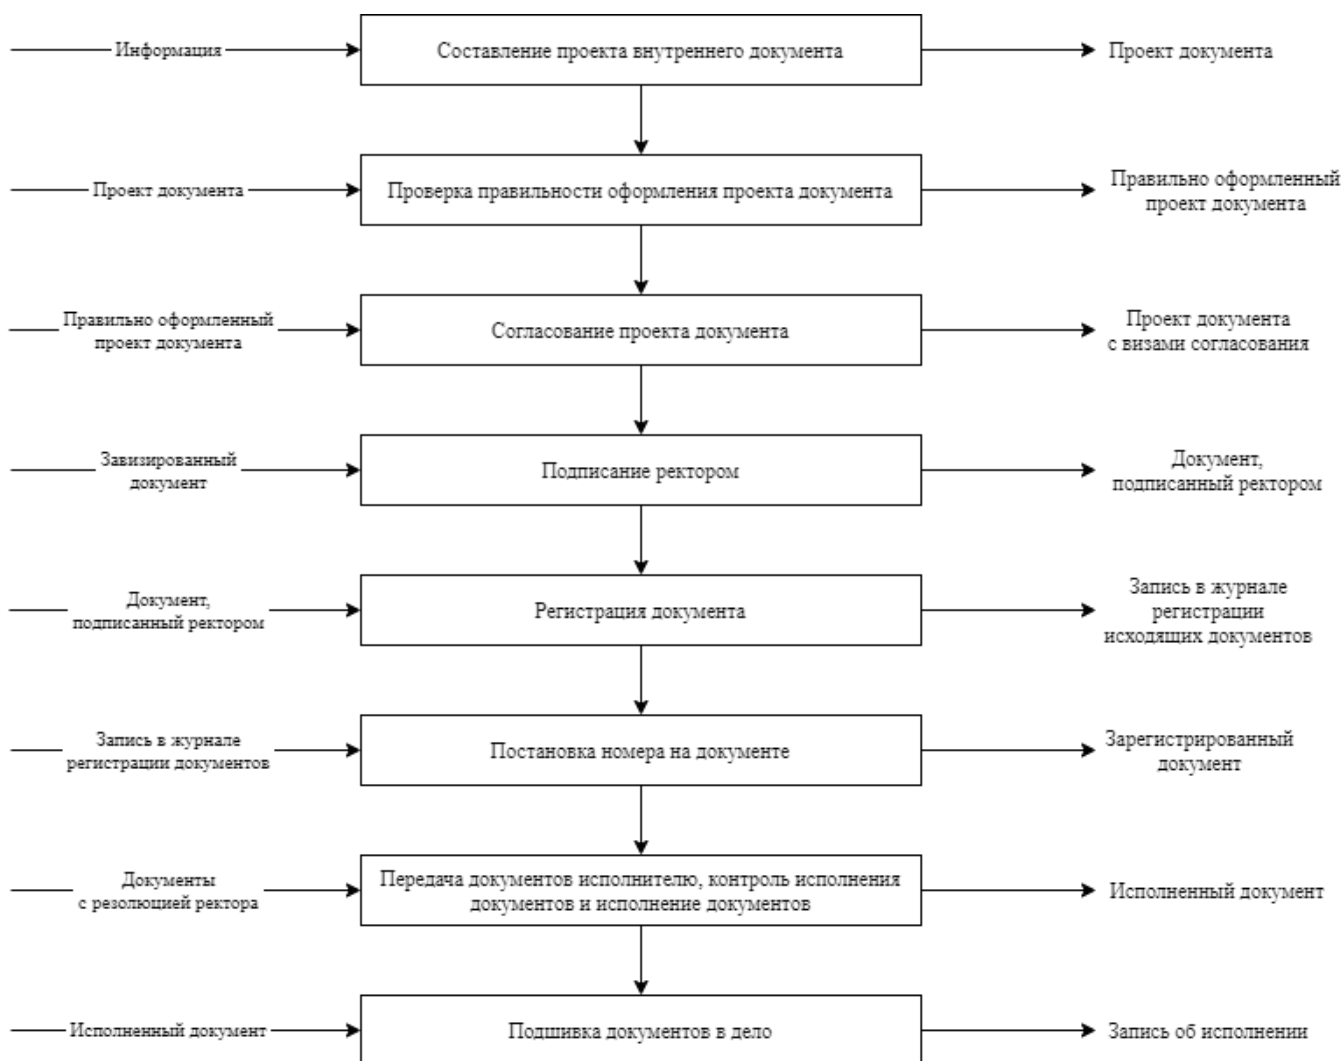 Информация
Составление проекта внутреннего документа
Проект документа
Проект документа
Проверка правильности оформления проекта документа
Правильно оформленный
проект документа
Правильно оформленный
проект документа
Согласование проекта документа
Проект документа
с визами согласования
Завизированный
документ
Подписание ректором
Документ,
подписанный ректором
Документ,
подписанный ректором
Регистрация документа
Запись в журнале
регистрации
исходящих документов
Запись в журнале
регистрации документов
Постановка номера на документе
Зарегистрированный
документ
Документы
с резолюцией ректора
Передача документов исполнителю, контроль исполнения
документов и исполнение документов
Исполненный документ
Исполненный документ
Подшивка документов в дело
Запись об исполнении